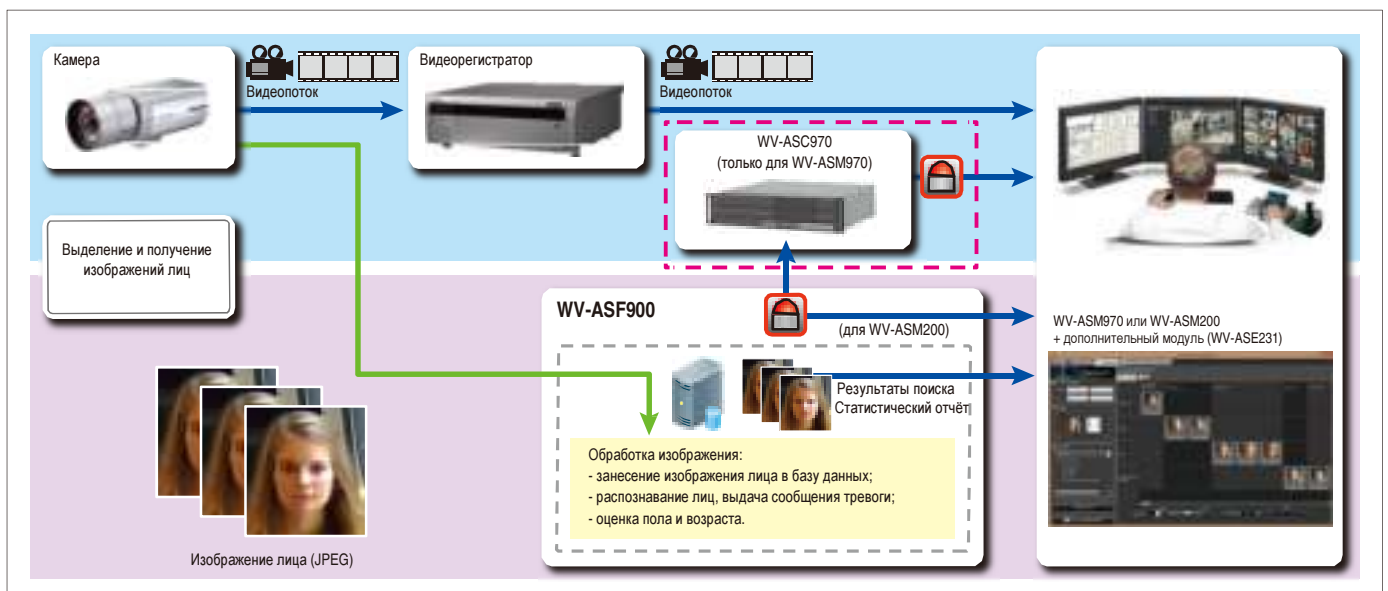 Камера
Видеопоток
Видеорегистратор
Видеопоток
WV-ASC970
(только для WV-ASM970)
Выделение и получение
изображений лиц
WV-ASF900
(для WV-ASM200)
WV-ASM970 или WV-ASM200
+ дополнительный модуль (WV-ASE231)
Результаты поиска
Статистический отчёт
Обработка изображения:
- занесение изображения лица в базу данных;
- распознавание лиц, выдача сообщения тревоги;
- оценка пола и возраста.
Изображение лица (JPEG)